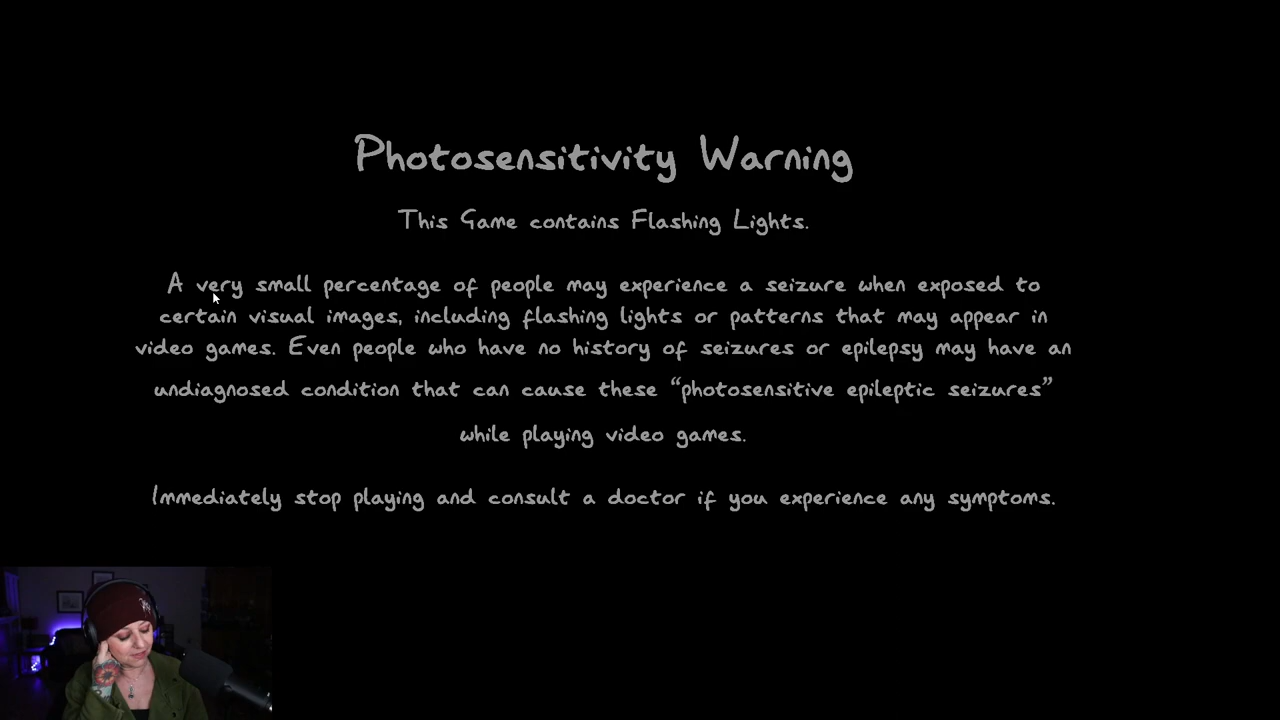 Photosensitivity Warning
This Game contains Flashing Lights.
A very small percentage of people may experience a seizure when exposed to
certain visual images, including flashing lights or patterns that may appear in
video games. Even people who have no history of seizures or epilepsy may have an
undiagnosed condition that can cause these “photosensitive epileptic seizures”
while playing video games.
Immediately stop playing and consult a doctor if you experience any symptoms.